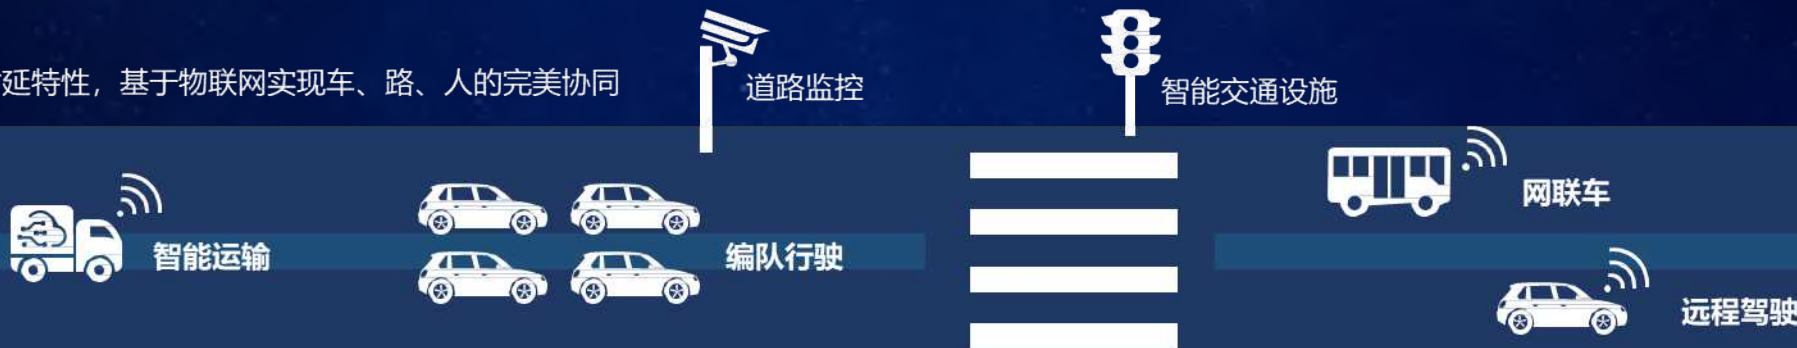 延特性，基于物联网实现车、路、人的完美协同
道路监控
智能交通设施
网联车
智能运输
编队行驶
远程驾驶